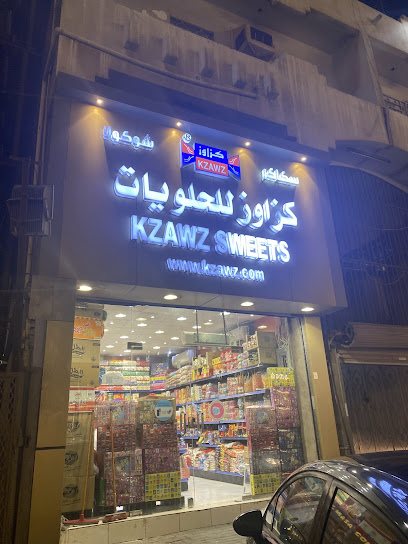 سكاكر
كزاوز
KZAWZ
شوكولا
كزاوز للحلويات
KZAWZ SWEETS
www.kzawz.com